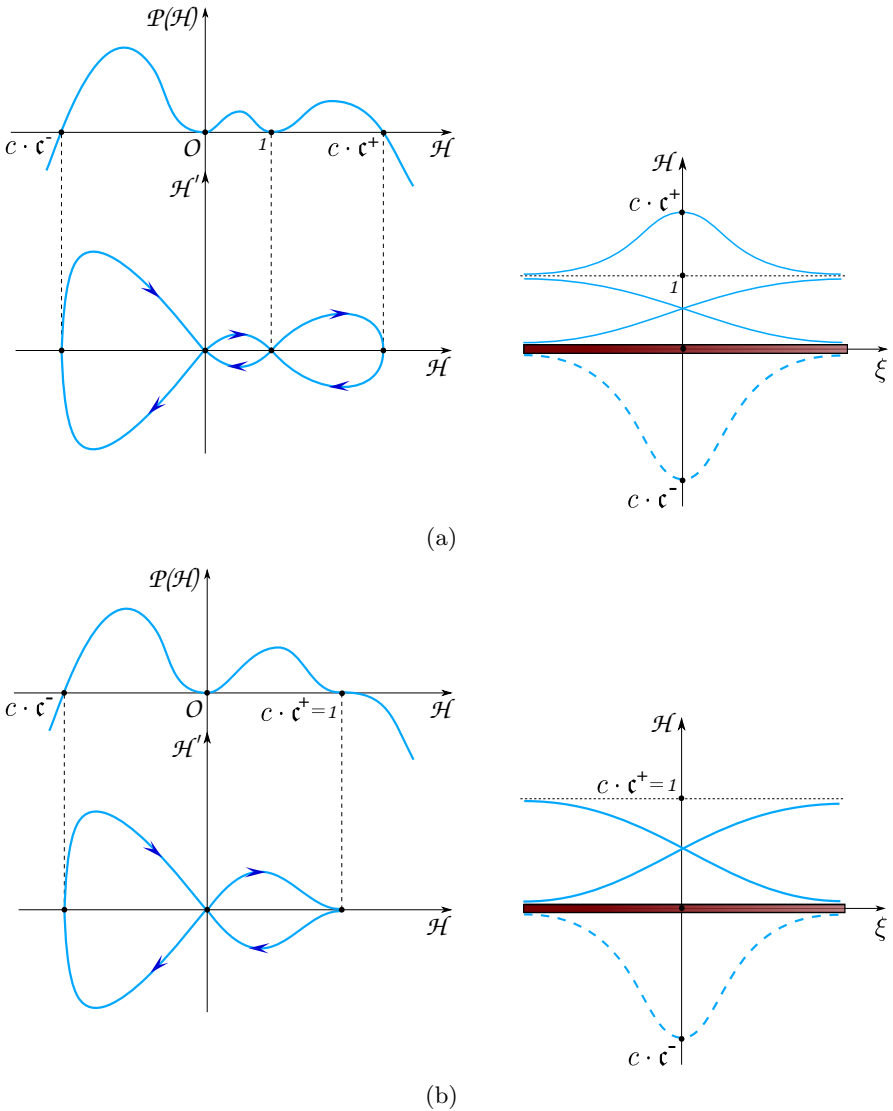 𝒫(ℋ)
c · 𝔠⁻
O
1
c · 𝔠⁺
ℋ
ℋ′
ℋ
ℋ
c · 𝔠⁺
1
ξ
c · 𝔠⁻
(a)
𝒫(ℋ)
c · 𝔠⁻
O
c · 𝔠⁺=1
ℋ
ℋ′
ℋ
ℋ
c · 𝔠⁺=1
ξ
c · 𝔠⁻
(b)